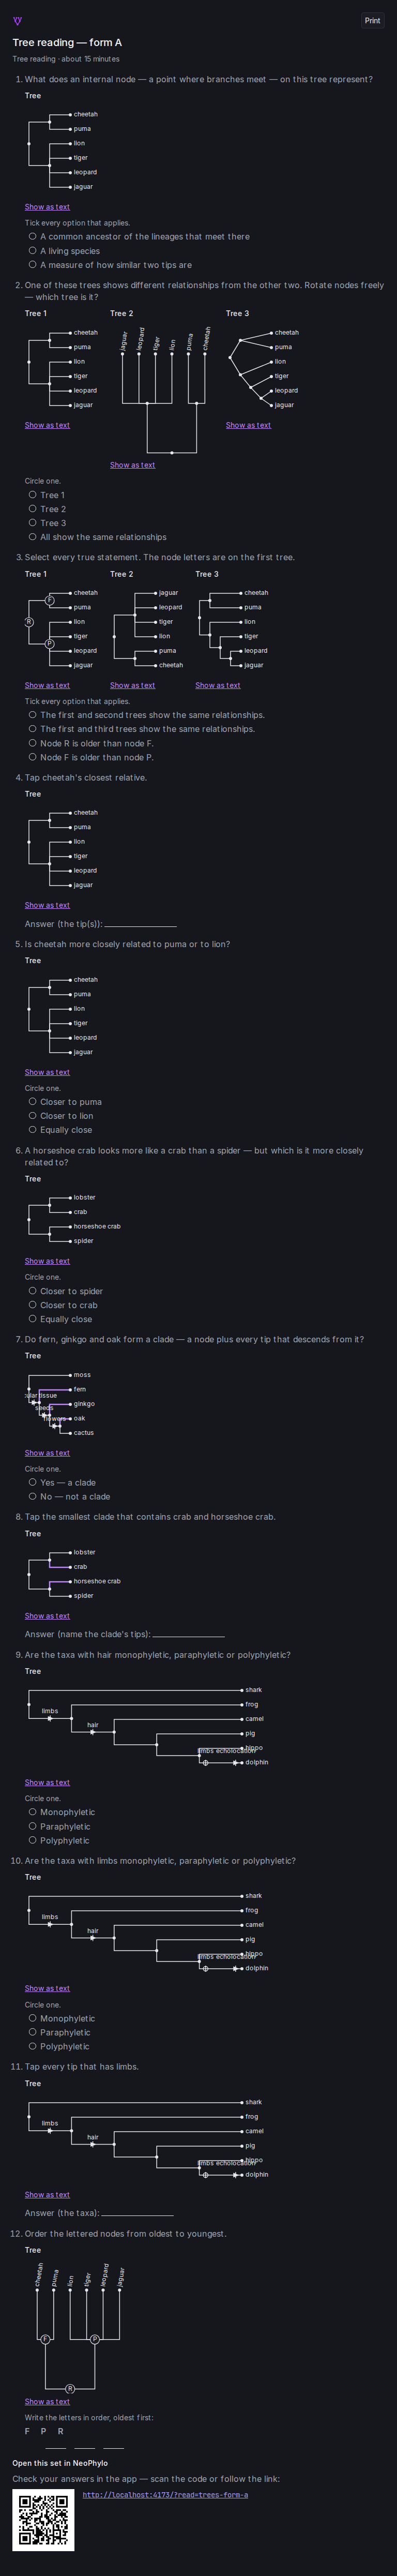 Print
Tree reading — form A
Tree reading · about 15 minutes
1. What does an internal node — a point where branches meet — on this tree represent?
Tree
cheetah
puma
lion
tiger
leopard
jaguar
Show as text
Tick every option that applies.
A common ancestor of the lineages that meet there
A living species
A measure of how similar two tips are
2. One of these trees shows different relationships from the other two. Rotate nodes freely
— which tree is it?
Tree 1
cheetah
puma
lion
tiger
leopard
jaguar
Show as text
Tree 2
jaguar
leopard
tiger
lion
puma
cheetah
Show as text
Tree 3
cheetah
puma
lion
tiger
leopard
jaguar
Show as text
Circle one.
Tree 1
Tree 2
Tree 3
All show the same relationships
3. Select every true statement. The node letters are on the first tree.
Tree 1
F
R
P
cheetah
puma
lion
tiger
leopard
jaguar
Show as text
Tree 2
jaguar
leopard
tiger
lion
puma
cheetah
Show as text
Tree 3
cheetah
puma
lion
tiger
leopard
jaguar
Show as text
Tick every option that applies.
The first and second trees show the same relationships.
The first and third trees show the same relationships.
Node R is older than node F.
Node F is older than node P.
4. Tap cheetah's closest relative.
Tree
cheetah
puma
lion
tiger
leopard
jaguar
Show as text
Answer (the tip(s)):
5. Is cheetah more closely related to puma or to lion?
Tree
cheetah
puma
lion
tiger
leopard
jaguar
Show as text
Circle one.
Closer to puma
Closer to lion
Equally close
6. A horseshoe crab looks more like a crab than a spider — but which is it more closely
related to?
Tree
lobster
crab
horseshoe crab
spider
Show as text
Circle one.
Closer to spider
Closer to crab
Equally close
7. Do fern, ginkgo and oak form a clade — a node plus every tip that descends from it?
Tree
moss
fern
ginkgo
oak
cactus
seeds
flowers
Show as text
Circle one.
Yes — a clade
No — not a clade
8. Tap the smallest clade that contains crab and horseshoe crab.
Tree
lobster
crab
horseshoe crab
spider
Show as text
Answer (name the clade's tips):
9. Are the taxa with hair monophyletic, paraphyletic or polyphyletic?
Tree
shark
frog
limbs
camel
hair
pig
hippo
limbs echolocation
dolphin
Show as text
Circle one.
Monophyletic
Paraphyletic
Polyphyletic
10. Are the taxa with limbs monophyletic, paraphyletic or polyphyletic?
Tree
shark
frog
limbs
camel
hair
pig
hippo
limbs echolocation
dolphin
Show as text
Circle one.
Monophyletic
Paraphyletic
Polyphyletic
11. Tap every tip that has limbs.
Tree
shark
frog
limbs
camel
hair
pig
hippo
limbs echolocation
dolphin
Show as text
Answer (the taxa):
12. Order the lettered nodes from oldest to youngest.
Tree
cheetah
puma
lion
tiger
leopard
jaguar
F
P
R
Show as text
Write the letters in order, oldest first:
F P R
Open this set in NeoPhylo
Check your answers in the app — scan the code or follow the link:
http://localhost:4173/?read=trees-form-a